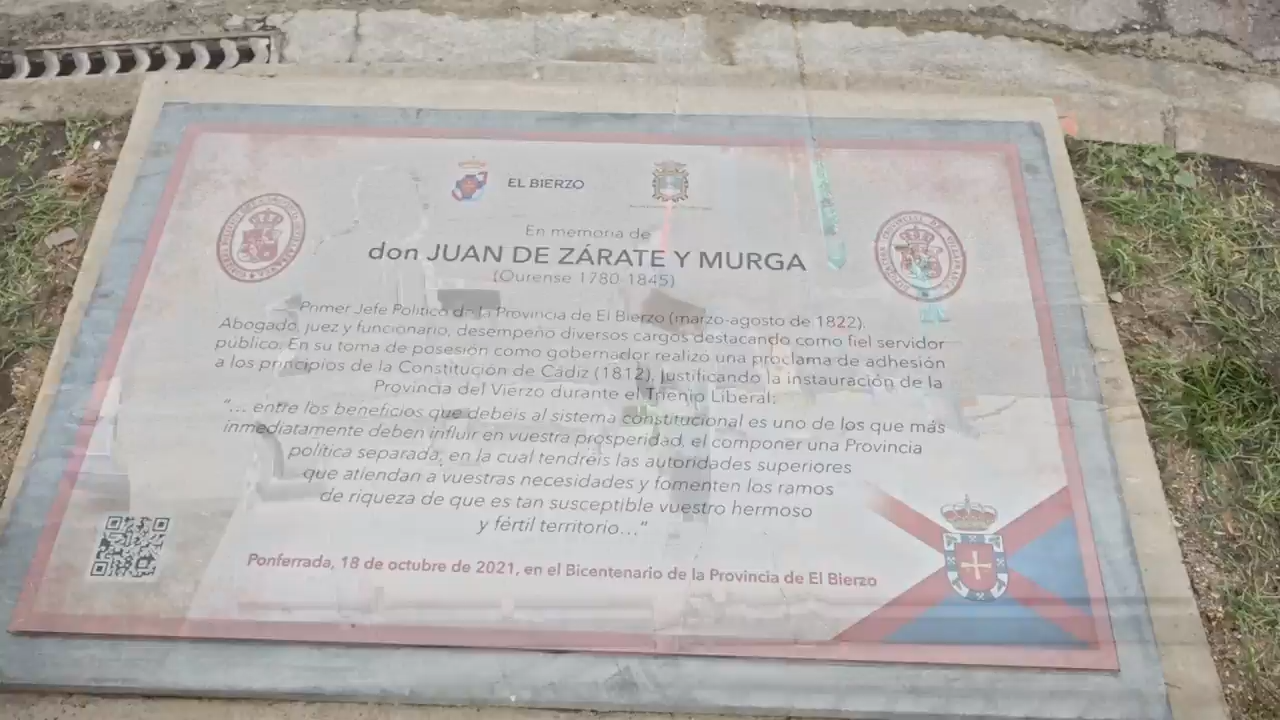 EL BIERZO
En memoria de
don JUAN DE ZÁRATE Y MURGA
(Ourense 1780-1845)
Primer Jefe Político de la Provincia de El Bierzo (marzo-agosto de 1822).
Abogado, juez y funcionario, desempeñó diversos cargos destacando como fiel servidor
público. En su toma de posesión como gobernador realizó una proclama de adhesión
a los principios de la Constitución de Cádiz (1812), justificando la instauración de la
Provincia del Vierzo durante el Trienio Liberal:
"... entre los beneficios que debeis al sistema constitucional es uno de los que más
inmediatamente deben influir en vuestra prosperidad, el componer una Provincia
política separada, en la cual tendréis las autoridades superiores
que atiendan a vuestras necesidades y fomenten los ramos
de riqueza de que es tan susceptible vuestro hermoso
y fértil territorio..."
Ponferrada, 18 de octubre de 2021, en el Bicentenario de la Provincia de El Bierzo